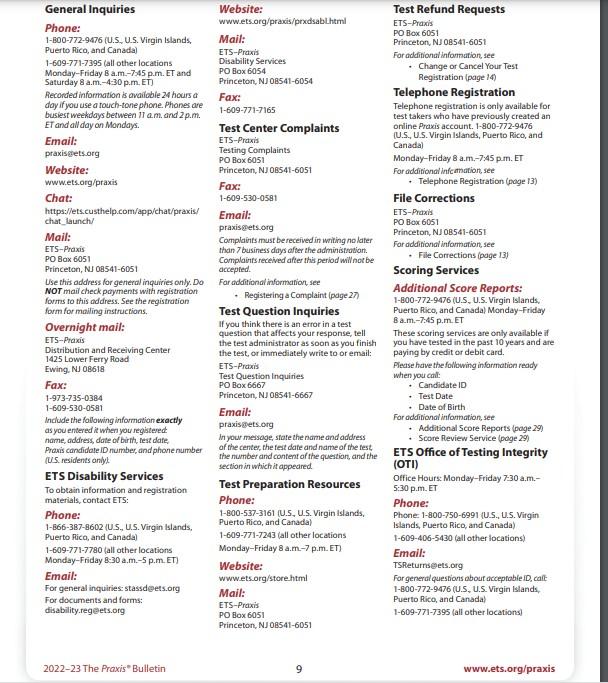 General Inquiries
Phone:
1-800-772-9476 (U.S., U.S. Virgin Islands,
Puerto Rico, and Canada)
1-609-771-7395 (all other locations
Monday–Friday 8 a.m.–7:45 p.m. ET and
Saturday 8 a.m.–4:30 p.m. ET)
Recorded information is available 24 hours a
day if you use a touch-tone phone. Phones are
busiest weekdays between 11 a.m. and 2 p.m.
ET and all day on Mondays.
Email:
praxis@ets.org
Website:
www.ets.org/praxis
Chat:
https://ets.custhelp.com/app/chat/praxis/
chat_launch/
Mail:
ETS–Praxis
PO Box 6051
Princeton, NJ 08541-6051
Use this address for general inquiries only. Do
NOT mail check payments with registration
forms to this address. See the registration
form for mailing instructions.
Overnight mail:
ETS–Praxis
Distribution and Receiving Center
1425 Lower Ferry Road
Ewing, NJ 08618
Fax:
1-973-735-0384
1-609-530-0581
Include the following information exactly
as you entered it when you registered:
name, address, date of birth, test date,
Praxis candidate ID number, and phone number
(U.S. residents only).
ETS Disability Services
To obtain information and registration
materials, contact ETS:
Phone:
1-866-387-8602 (U.S., U.S. Virgin Islands,
Puerto Rico, and Canada)
1-609-771-7780 (all other locations
Monday–Friday 8:30 a.m.–5 p.m. ET)
Email:
For general inquiries: stassd@ets.org
For documents and forms:
disability.reg@ets.org
Website:
www.ets.org/praxis/prxdsabl.html
Mail:
ETS–Praxis
Disability Services
PO Box 6054
Princeton, NJ 08541-6054
Fax:
1-609-771-7165
Test Center Complaints
ETS–Praxis
Testing Complaints
PO Box 6051
Princeton, NJ 08541-6051
Fax:
1-609-530-0581
Email:
praxis@ets.org
Complaints must be received in writing no later
than 7 business days after the administration.
Complaints received after this period will not be
accepted.
For additional information, see
• Registering a Complaint (page 27)
Test Question Inquiries
If you think there is an error in a test
question that affects your response, tell
the test administrator as soon as you finish
the test, or immediately write to or email:
ETS–Praxis
Test Question Inquiries
PO Box 6667
Princeton, NJ 08541-6667
Email:
praxis@ets.org
In your message, state the name and address
of the center, the test date and name of the test,
the number and content of the question, and the
section in which it appeared.
Test Preparation Resources
Phone:
1-800-537-3161 (U.S., U.S. Virgin Islands,
Puerto Rico, and Canada)
1-609-771-7243 (all other locations
Monday–Friday 8 a.m.–7 p.m. ET)
Website:
www.ets.org/store.html
Mail:
ETS–Praxis
PO Box 6051
Princeton, NJ 08541-6051
Test Refund Requests
ETS–Praxis
PO Box 6051
Princeton, NJ 08541-6051
For additional information, see
• Change or Cancel Your Test
Registration (page 14)
Telephone Registration
Telephone registration is only available for
test takers who have previously created an
online Praxis account. 1-800-772-9476
(U.S., U.S. Virgin Islands, Puerto Rico, and
Canada)
Monday–Friday 8 a.m.–7:45 p.m. ET
For additional information, see
• Telephone Registration (page 13)
File Corrections
ETS–Praxis
PO Box 6051
Princeton, NJ 08541-6051
For additional information, see
• File Corrections (page 13)
Scoring Services
Additional Score Reports:
1-800-772-9476 (U.S., U.S. Virgin Islands,
Puerto Rico, and Canada) Monday–Friday
8 a.m.–7:45 p.m. ET
These scoring services are only available if
you have tested in the past 10 years and are
paying by credit or debit card.
Please have the following information ready
when you call:
• Candidate ID
• Test Date
• Date of Birth
For additional information, see
• Additional Score Reports (page 29)
• Score Review Service (page 29)
ETS Office of Testing Integrity
(OTI)
Office Hours: Monday–Friday 7:30 a.m.–
5:30 p.m. ET
Phone:
Phone: 1-800-750-6991 (U.S., U.S. Virgin
Islands, Puerto Rico, and Canada)
1-609-406-5430 (all other locations)
Email:
TSReturns@ets.org
For general questions about acceptable ID, call:
1-800-772-9476 (U.S., U.S. Virgin Islands,
Puerto Rico, and Canada)
1-609-771-7395 (all other locations)
2022–23 The Praxis® Bulletin
9
www.ets.org/praxis